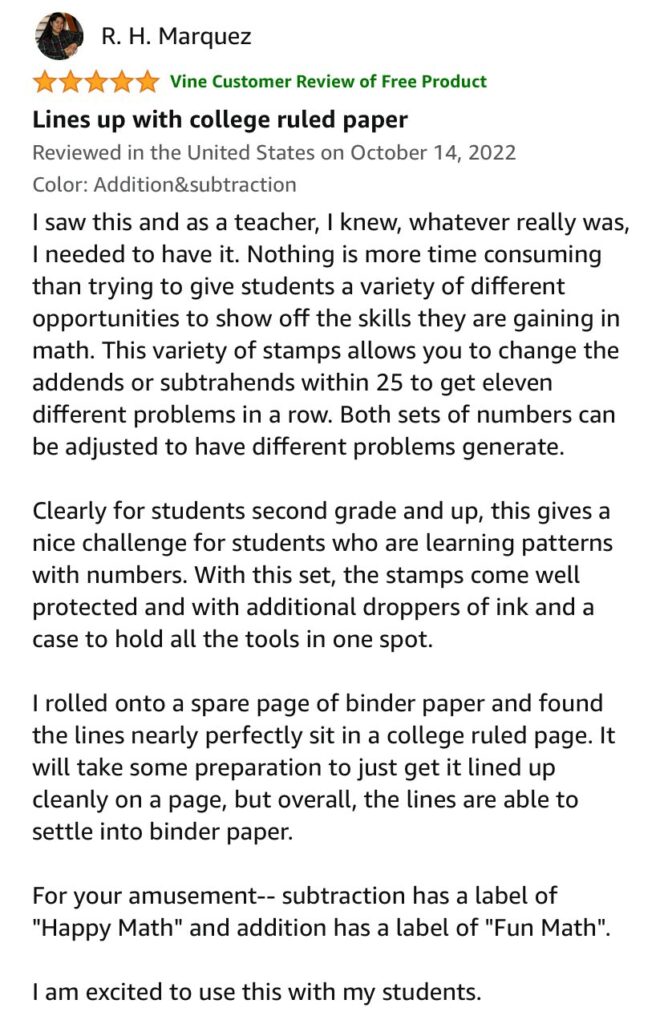 R. H. Marquez
Vine Customer Review of Free Product
Lines up with college ruled paper
Reviewed in the United States on October 14, 2022
Color: Addition&subtraction
I saw this and as a teacher, I knew, whatever really was,
I needed to have it. Nothing is more time consuming
than trying to give students a variety of different
opportunities to show off the skills they are gaining in
math. This variety of stamps allows you to change the
addends or subtrahends within 25 to get eleven
different problems in a row. Both sets of numbers can
be adjusted to have different problems generate.
Clearly for students second grade and up, this gives a
nice challenge for students who are learning patterns
with numbers. With this set, the stamps come well
protected and with additional droppers of ink and a
case to hold all the tools in one spot.
I rolled onto a spare page of binder paper and found
the lines nearly perfectly sit in a college ruled page. It
will take some preparation to just get it lined up
cleanly on a page, but overall, the lines are able to
settle into binder paper.
For your amusement-- subtraction has a label of
"Happy Math" and addition has a label of "Fun Math".
I am excited to use this with my students.